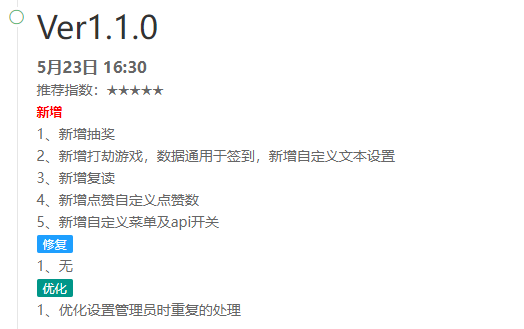 Ver1.1.0
5月23日 16:30
推荐指数：★★★★★
新增
1、新增抽奖
2、新增打劫游戏，数据通用于签到，新增自定义文本设置
3、新增复读
4、新增点赞自定义点赞数
5、新增自定义菜单及api开关
修复
1、无
优化
1、优化设置管理员时重复的处理